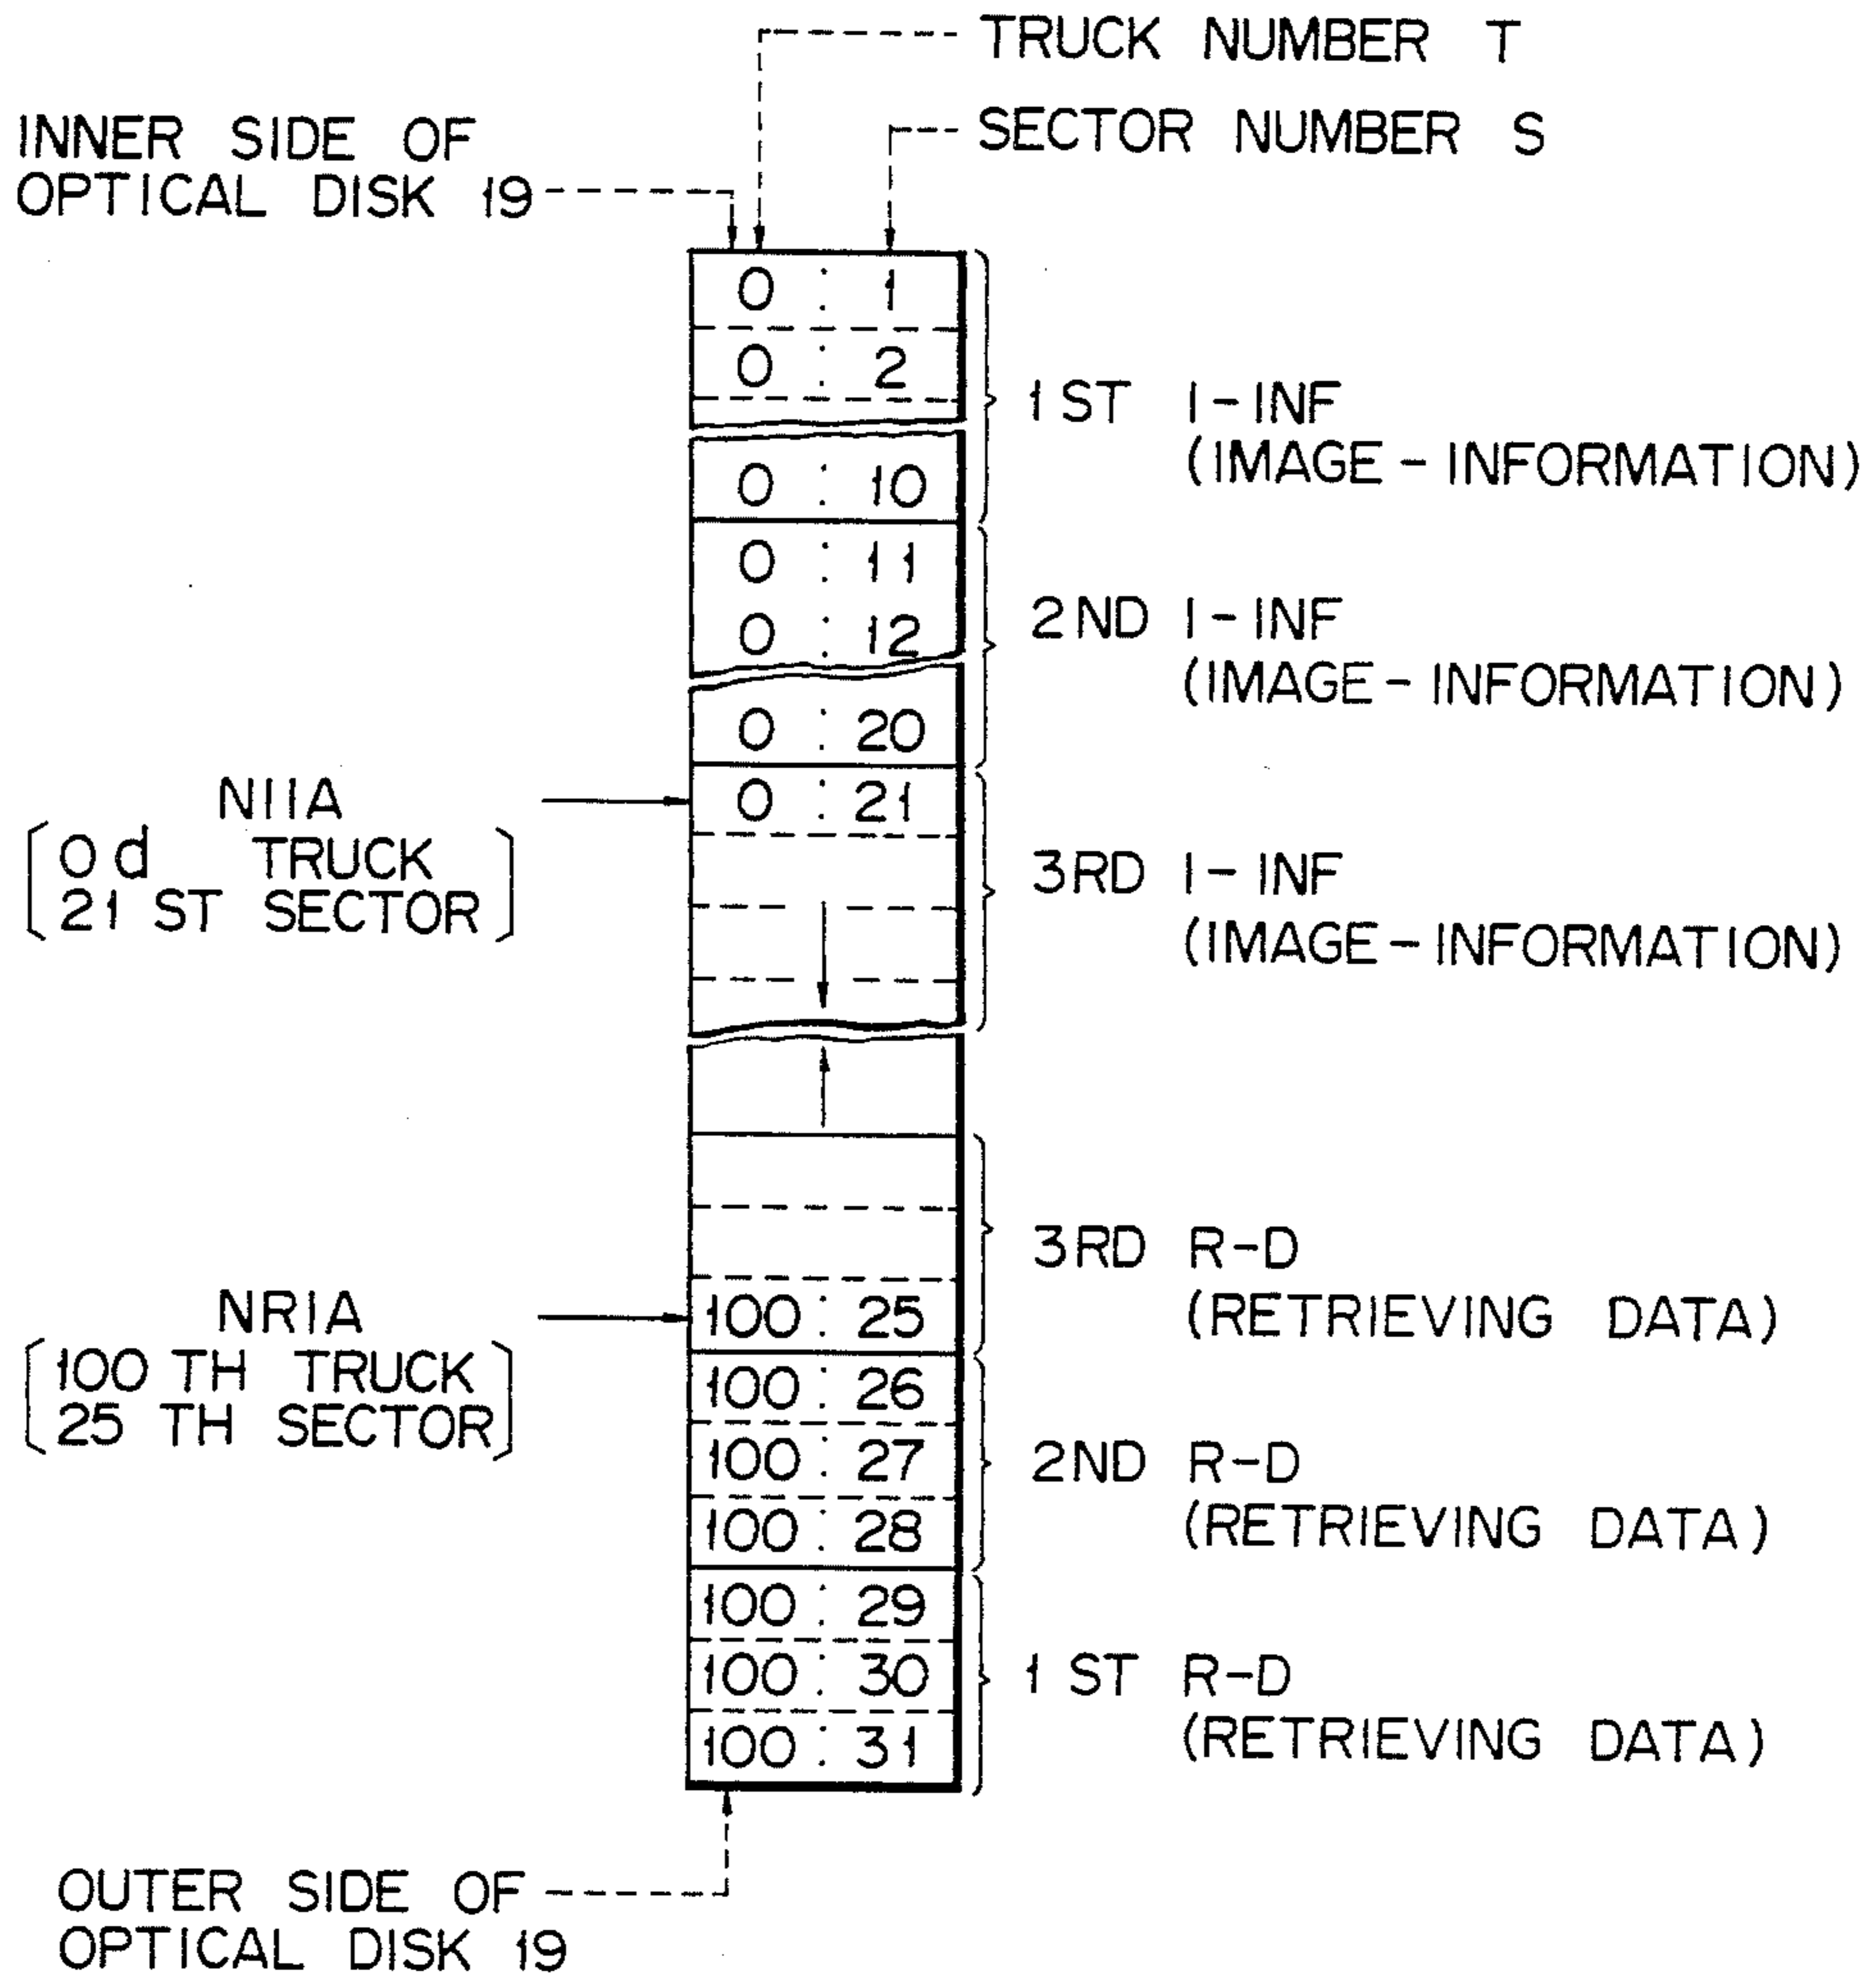 TRUCK NUMBER T
SECTOR NUMBER S
INNER SIDE OF
OPTICAL DISK 19
0 : 1
0 : 2
1 ST I-INF
(IMAGE-INFORMATION)
0 : 10
0 : 11
0 : 12
2ND I-INF
(IMAGE-INFORMATION)
0 : 20
0 : 21
NIIA
0 d TRUCK
21 ST SECTOR
3RD I-INF
(IMAGE-INFORMATION)
3RD R-D
(RETRIEVING DATA)
NRIA
100 TH TRUCK
25 TH SECTOR
100 : 25
100 : 26
100 : 27
100 : 28
2ND R-D
(RETRIEVING DATA)
100 : 29
100 : 30
100 : 31
1 ST R-D
(RETRIEVING DATA)
OUTER SIDE OF
OPTICAL DISK 19